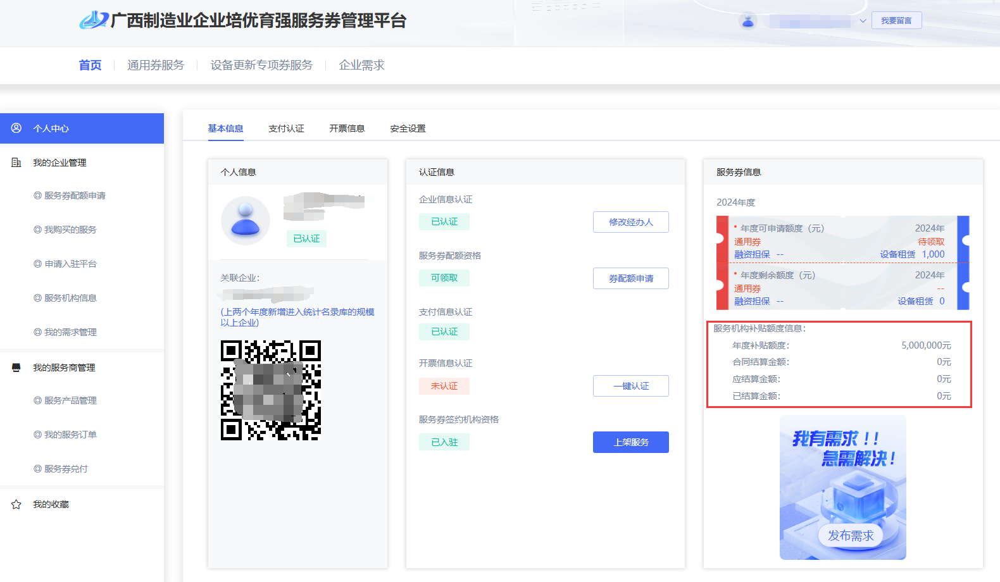 广西制造业企业培优育强服务券管理平台
我要留言
首页 通用券服务 设备更新专项券服务 企业需求
个人中心
我的企业管理
服务券配额申请
我购买的服务
申请入驻平台
服务机构信息
我的需求管理
我的服务商管理
服务产品管理
我的服务订单
服务券兑付
我的收藏
基本信息 支付认证 开票信息 安全设置
个人信息
已认证
关联企业：
(上两个年度新增进入统计名录库的规模
以上企业)
认证信息
企业信息认证
已认证 修改经办人
服务券配额资格
可领取 券配额申请
支付信息认证
已认证
开票信息认证
未认证 一键认证
服务券签约机构资格
已入驻 上架服务
服务券信息
2024年度
* 年度可申请额度（元） 2024年
通用券 待领取
融资担保 -- 设备租赁 1,000
* 年度剩余额度（元） 2024年
通用券 --
融资担保 -- 设备租赁 0
服务机构补贴额度信息：
年度补贴额度： 5,000,000元
合同结算金额： 0元
应结算金额： 0元
已结算金额： 0元
我有需求！！
急需解决！
发布需求